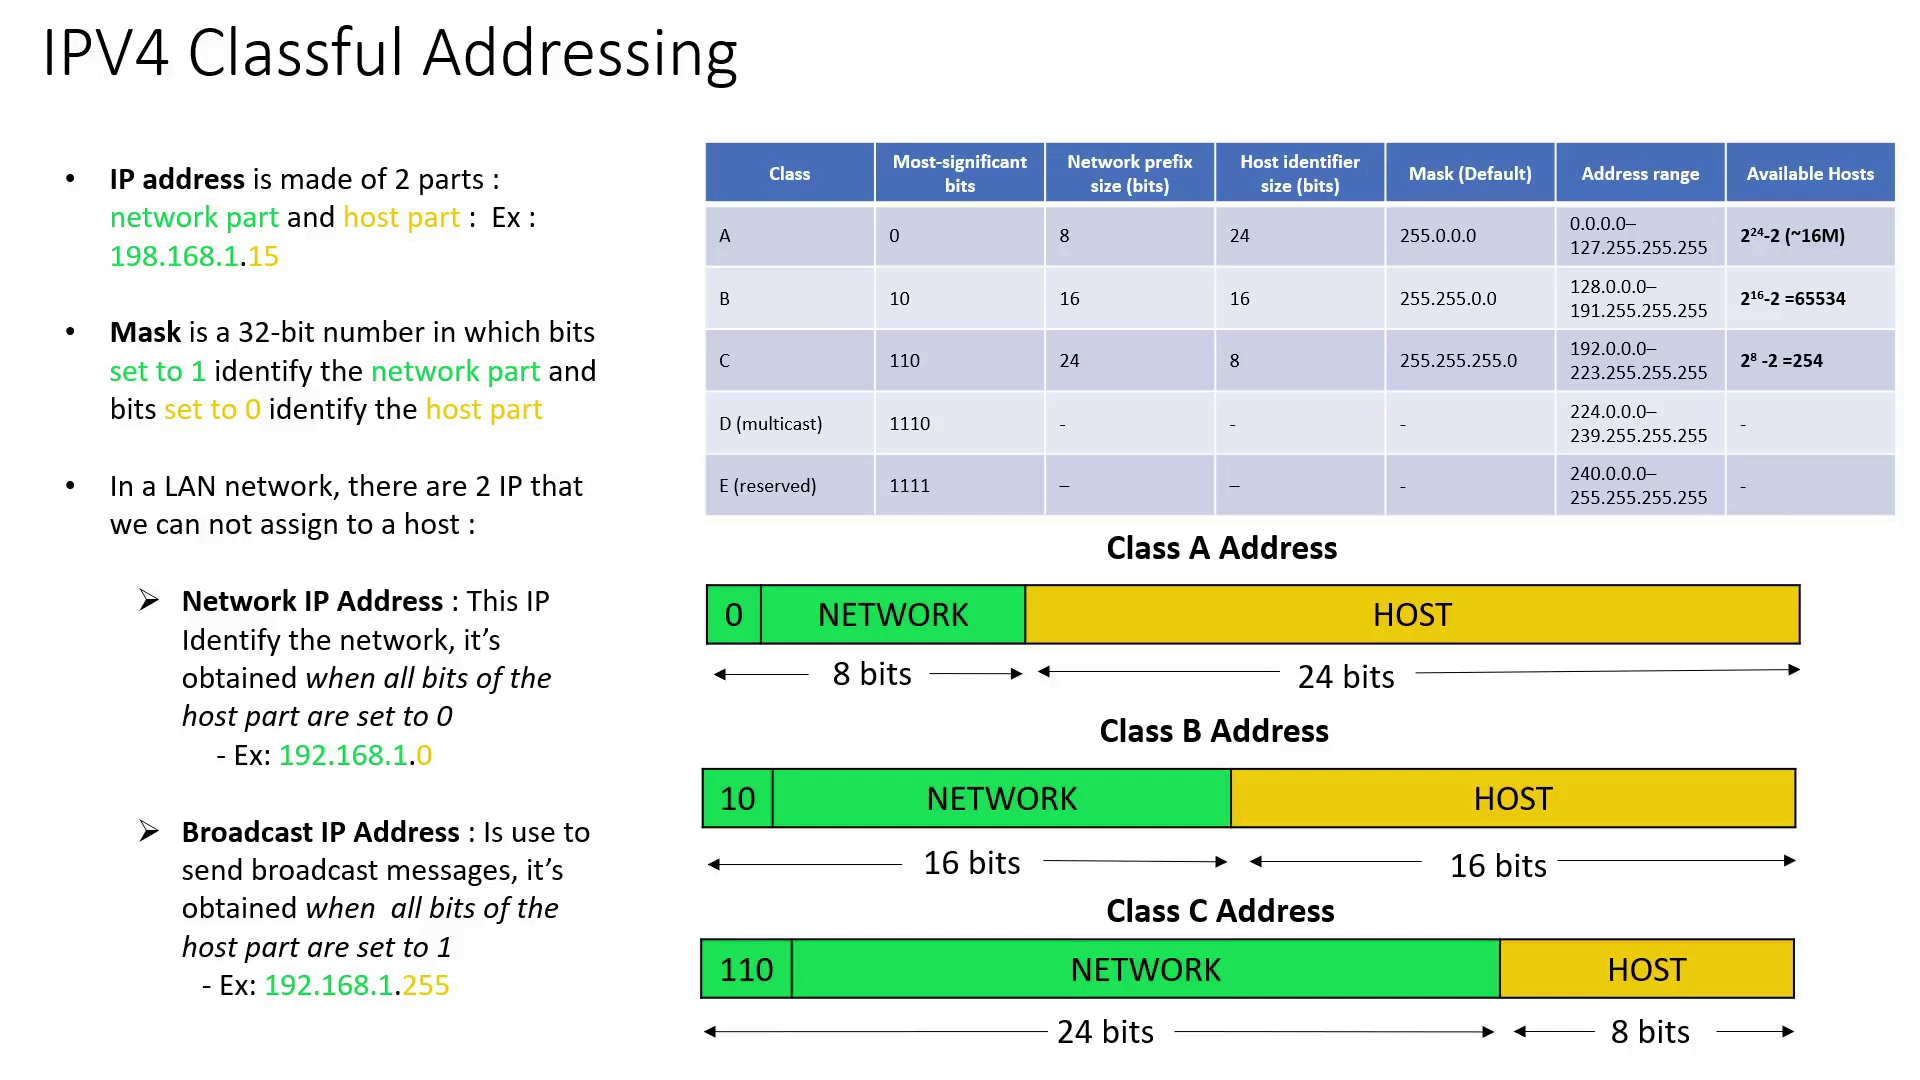 IPV4 Classful Addressing
• IP address is made of 2 parts :
network part and host part : Ex :
198.168.1.15
• Mask is a 32-bit number in which bits
set to 1 identify the network part and
bits set to 0 identify the host part
• In a LAN network, there are 2 IP that
we can not assign to a host :
➢ Network IP Address : This IP
Identify the network, it’s
obtained when all bits of the
host part are set to 0
- Ex: 192.168.1.0
➢ Broadcast IP Address : Is use to
send broadcast messages, it’s
obtained when all bits of the
host part are set to 1
- Ex: 192.168.1.255
Class Most-significant bits Network prefix size (bits) Host identifier size (bits) Mask (Default) Address range Available Hosts
A 0 8 24 255.0.0.0 0.0.0.0– 127.255.255.255 2²⁴-2 (~16M)
B 10 16 16 255.255.0.0 128.0.0.0– 191.255.255.255 2¹⁶-2 =65534
C 110 24 8 255.255.255.0 192.0.0.0– 223.255.255.255 2⁸ -2 =254
D (multicast) 1110 - - - 224.0.0.0– 239.255.255.255 -
E (reserved) 1111 – – - 240.0.0.0– 255.255.255.255 -
Class A Address
0 NETWORK HOST
8 bits 24 bits
Class B Address
10 NETWORK HOST
16 bits 16 bits
Class C Address
110 NETWORK HOST
24 bits 8 bits